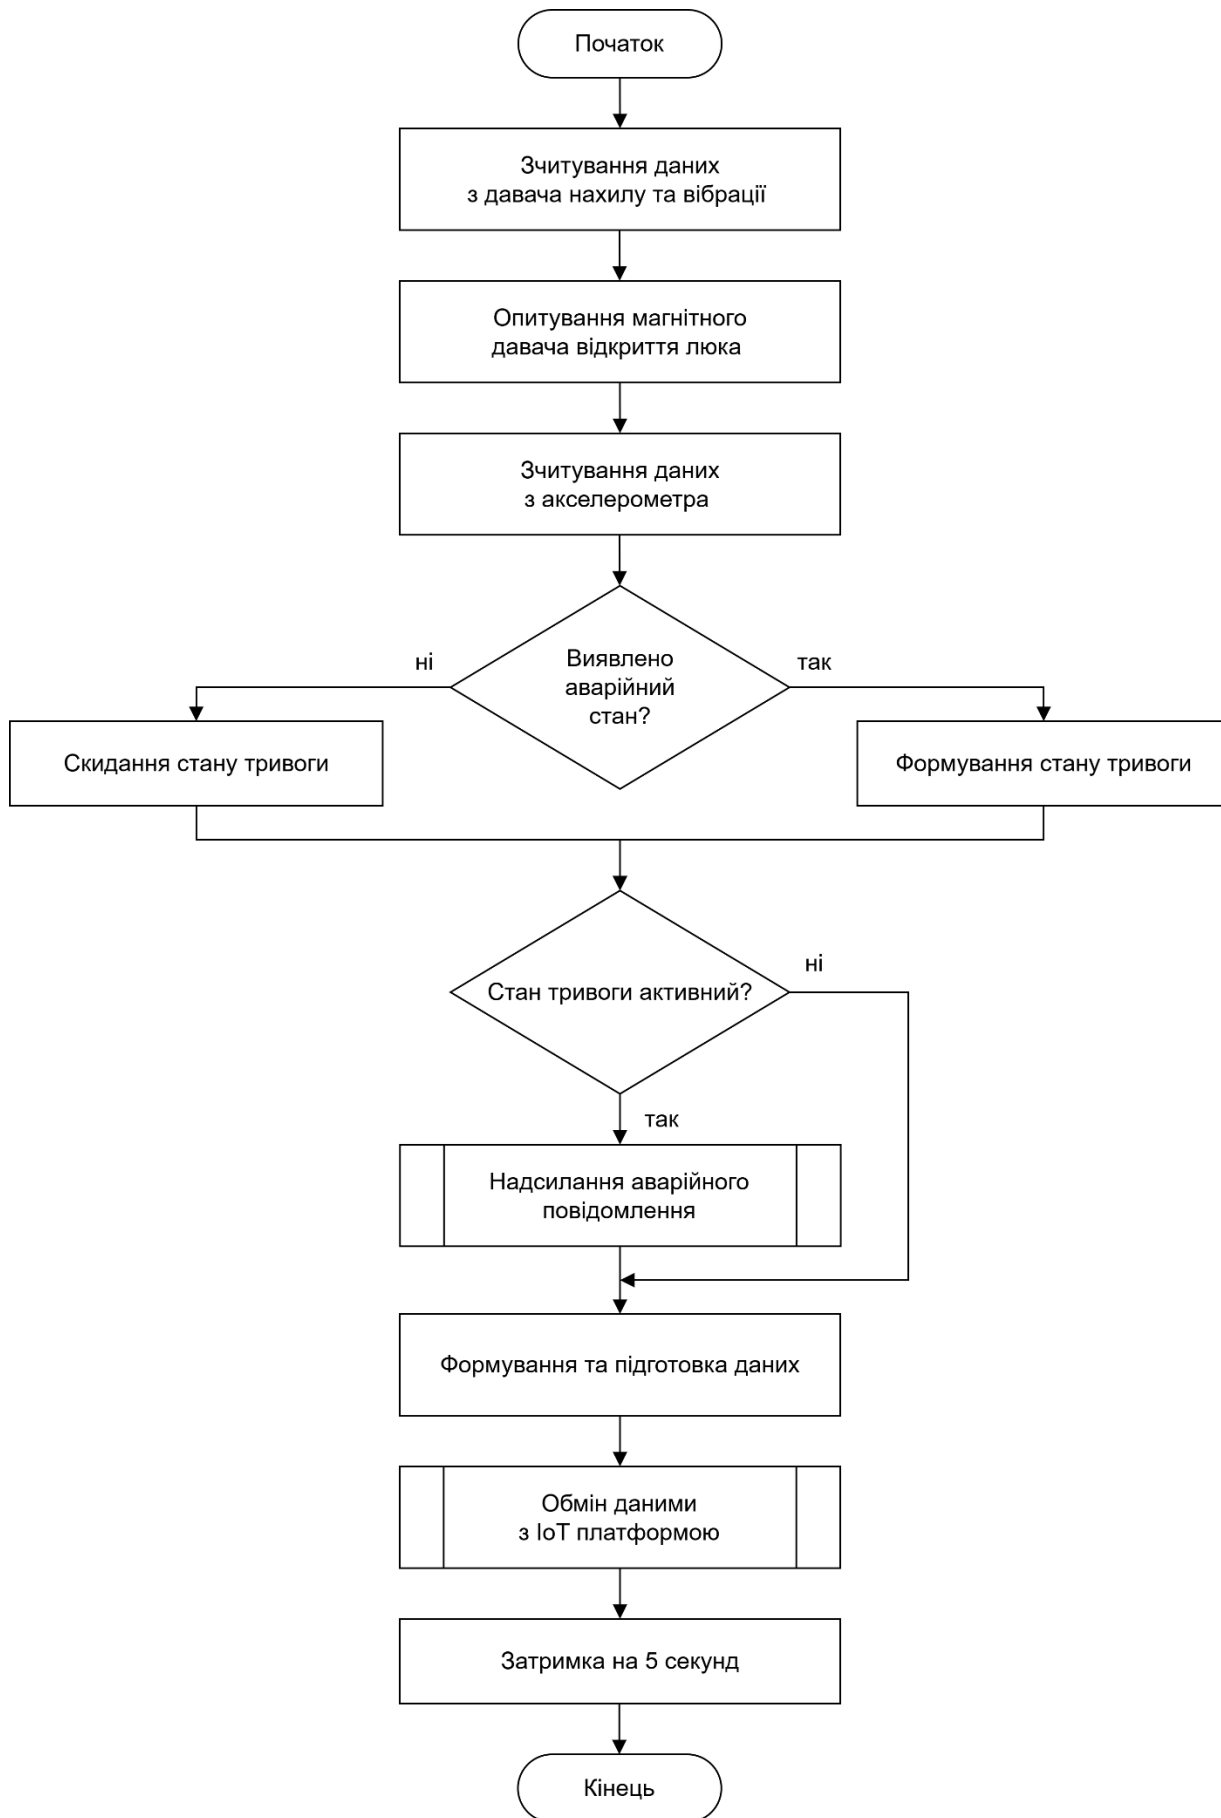 Початок
Зчитування даних
з давача нахилу та вібрації
Опитування магнітного
давача відкриття люка
Зчитування даних
з акселерометра
ні
Виявлено
аварійний
стан?
так
Скидання стану тривоги
Формування стану тривоги
Стан тривоги активний?
ні
так
Надсилання аварійного
повідомлення
Формування та підготовка даних
Обмін даними
з IoT платформою
Затримка на 5 секунд
Кінець